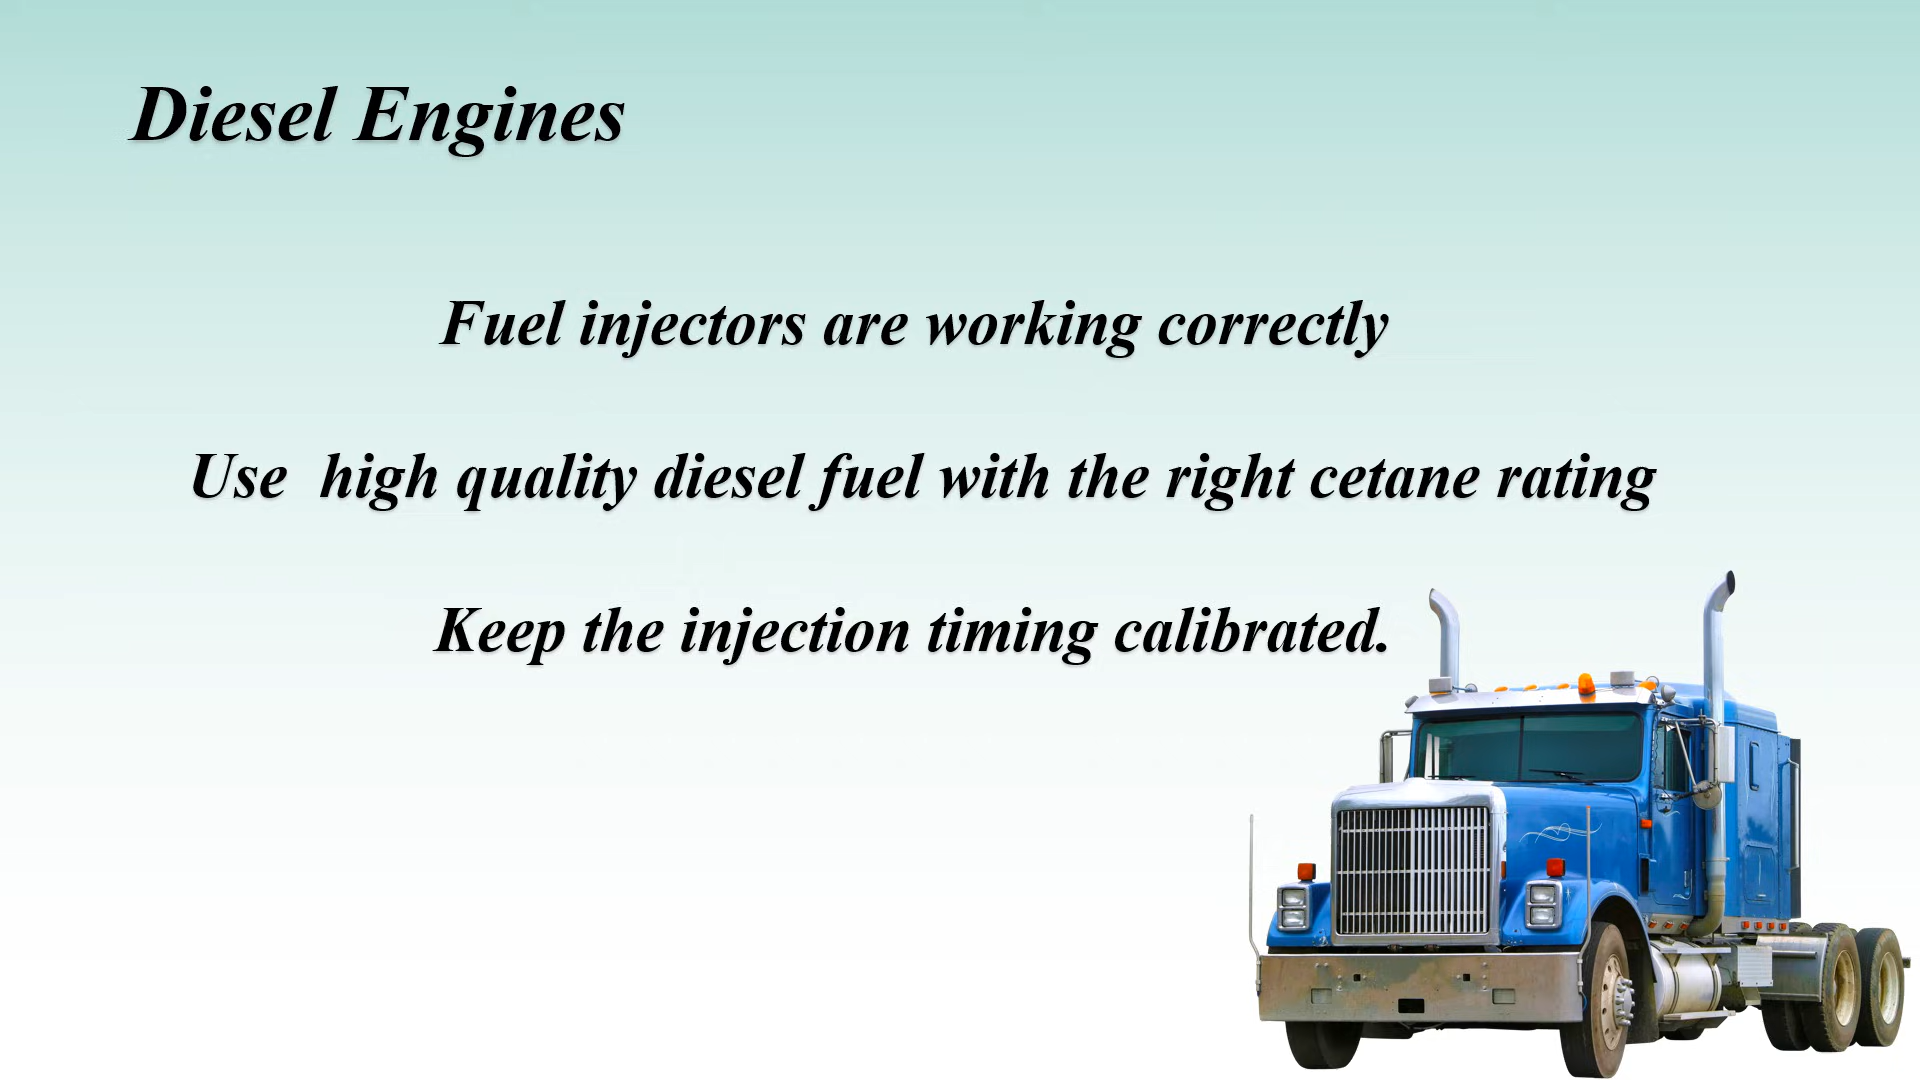 Diesel Engines
Fuel injectors are working correctly
Use  high quality diesel fuel with the right cetane rating
Keep the injection timing calibrated.